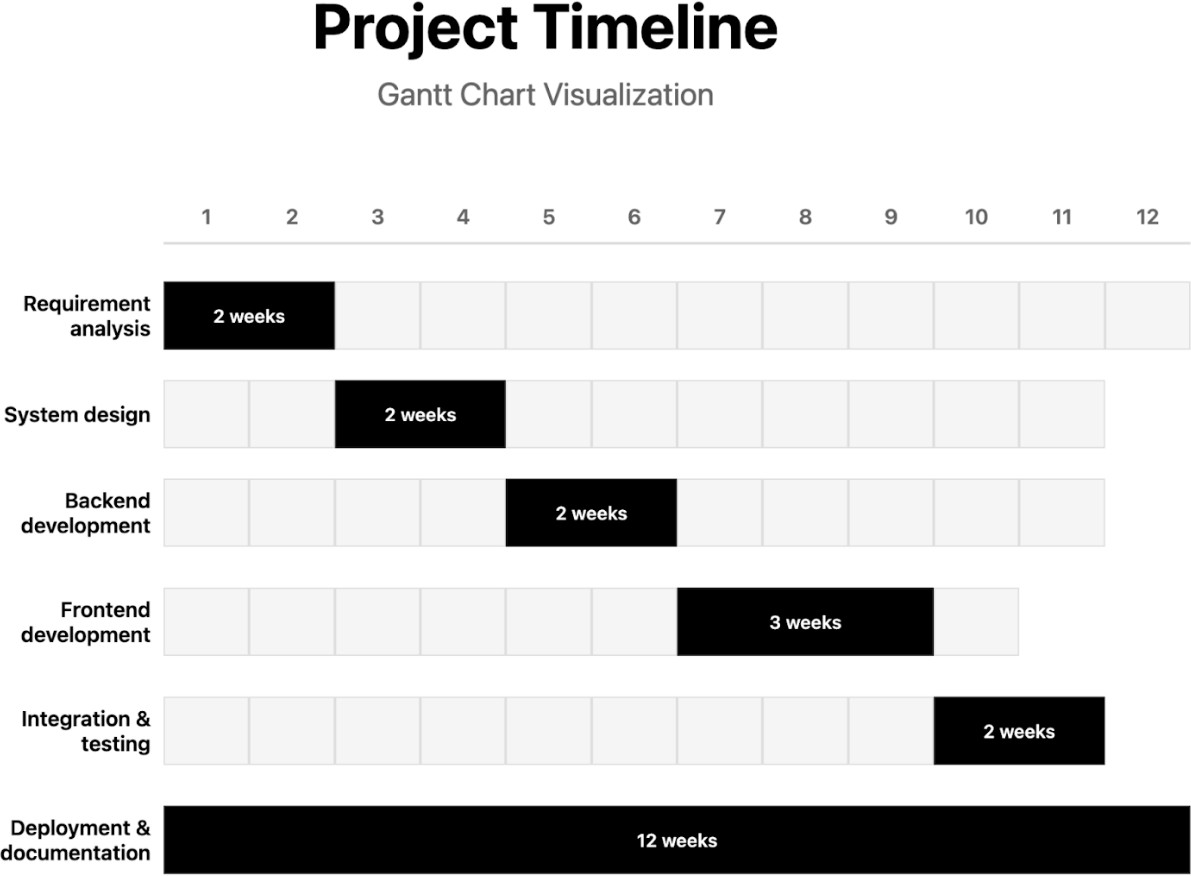 Project Timeline
Gantt Chart Visualization
1 2 3 4 5 6 7 8 9 10 11 12
Requirement
analysis
2 weeks
System design
2 weeks
Backend
development
2 weeks
Frontend
development
3 weeks
Integration &
testing
2 weeks
Deployment &
documentation
12 weeks